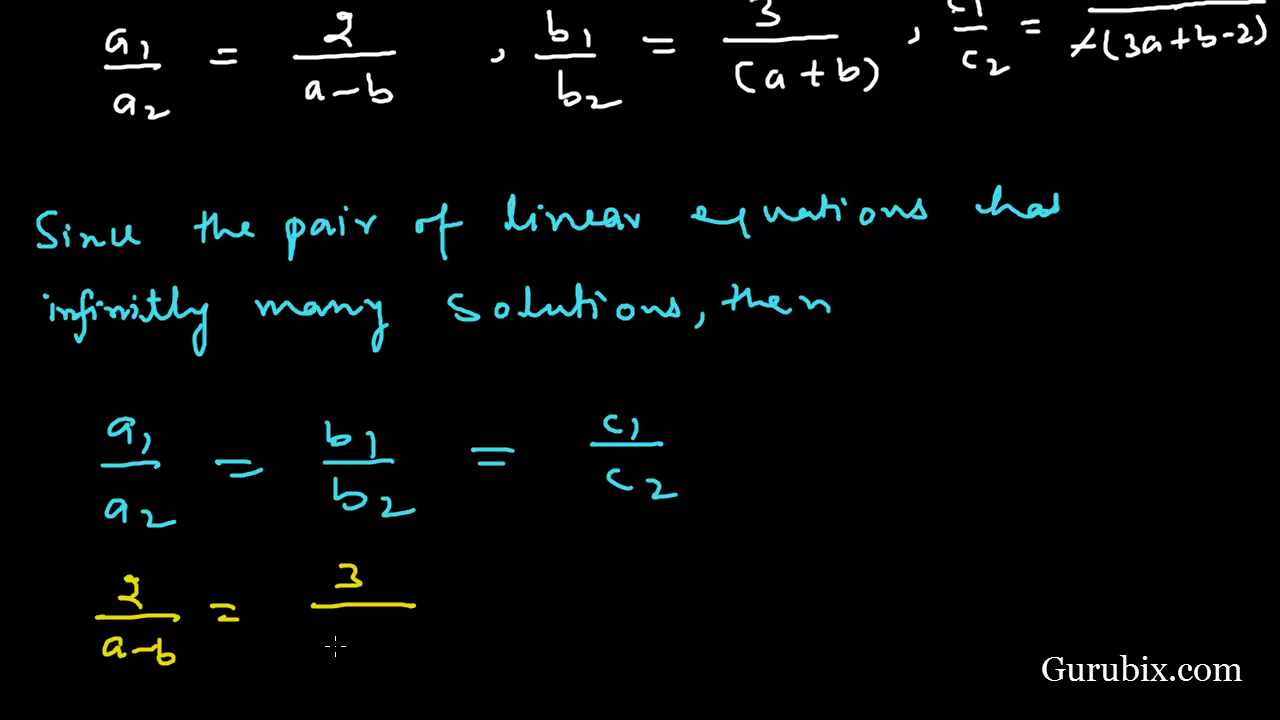 a1/a2 = 2/(a-b) , b1/b2 = 3/(a+b) , c1/c2 = /-(3a+b-2)
Since the pair of linear equations has
infinitly many solutions, then
a1/a2 = b1/b2 = c1/c2
2/(a-b) = 3/
Gurubix.com